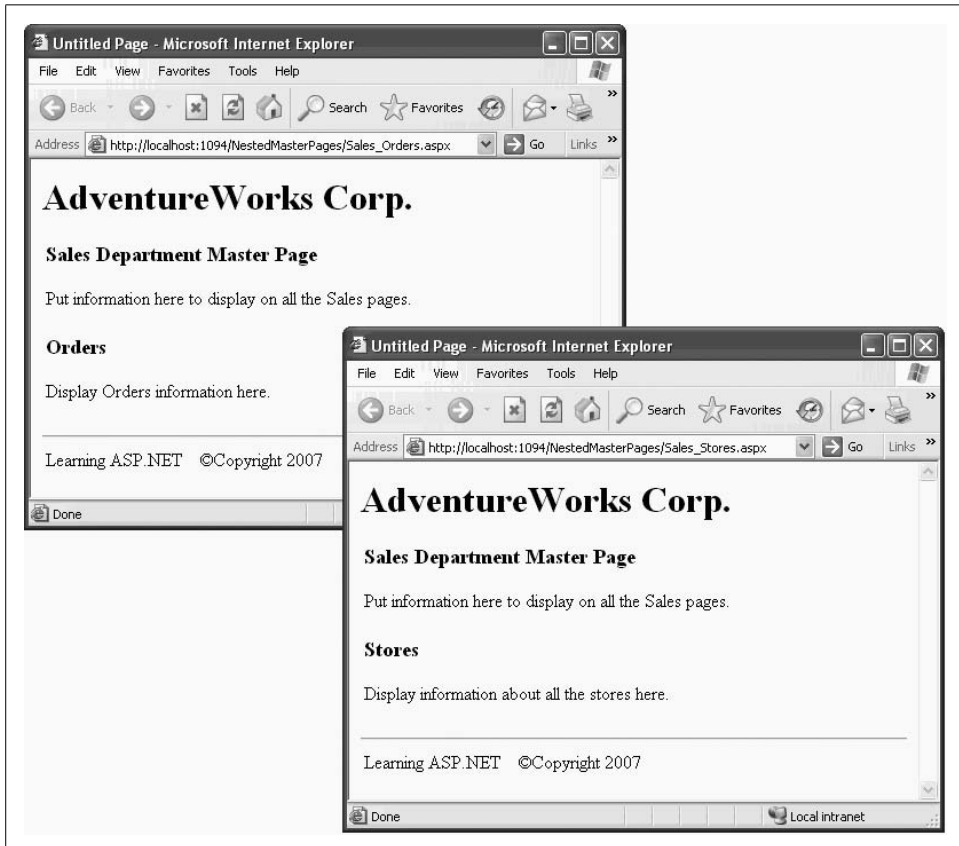 Untitled Page - Microsoft Internet Explorer
File Edit View Favorites Tools Help
Back Search Favorites »
Address http://localhost:1094/NestedMasterPages/Sales_Orders.aspx Go Links »
AdventureWorks Corp.
Sales Department Master Page
Put information here to display on all the Sales pages.
Orders
Display Orders information here.
Learning ASP.NET ©Copyright 2007
Done
Untitled Page - Microsoft Internet Explorer
File Edit View Favorites Tools Help
Back Search Favorites »
Address http://localhost:1094/NestedMasterPages/Sales_Stores.aspx Go Links »
AdventureWorks Corp.
Sales Department Master Page
Put information here to display on all the Sales pages.
Stores
Display information about all the stores here.
Learning ASP.NET ©Copyright 2007
Done Local intranet